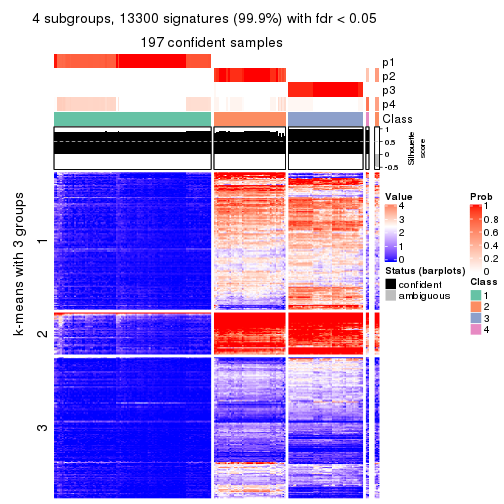 4 subgroups, 13300 signatures (99.9%) with fdr < 0.05
197 confident samples
p1
p2
p3
p4
Class
1
0.5
0
-0.5
Silhouette
score
k-means with 3 groups
1
2
3
Value
4
3
2
1
0
Status (barplots)
confident
ambiguous
Prob
1
0.8
0.6
0.4
0.2
0
Class
1
2
3
4